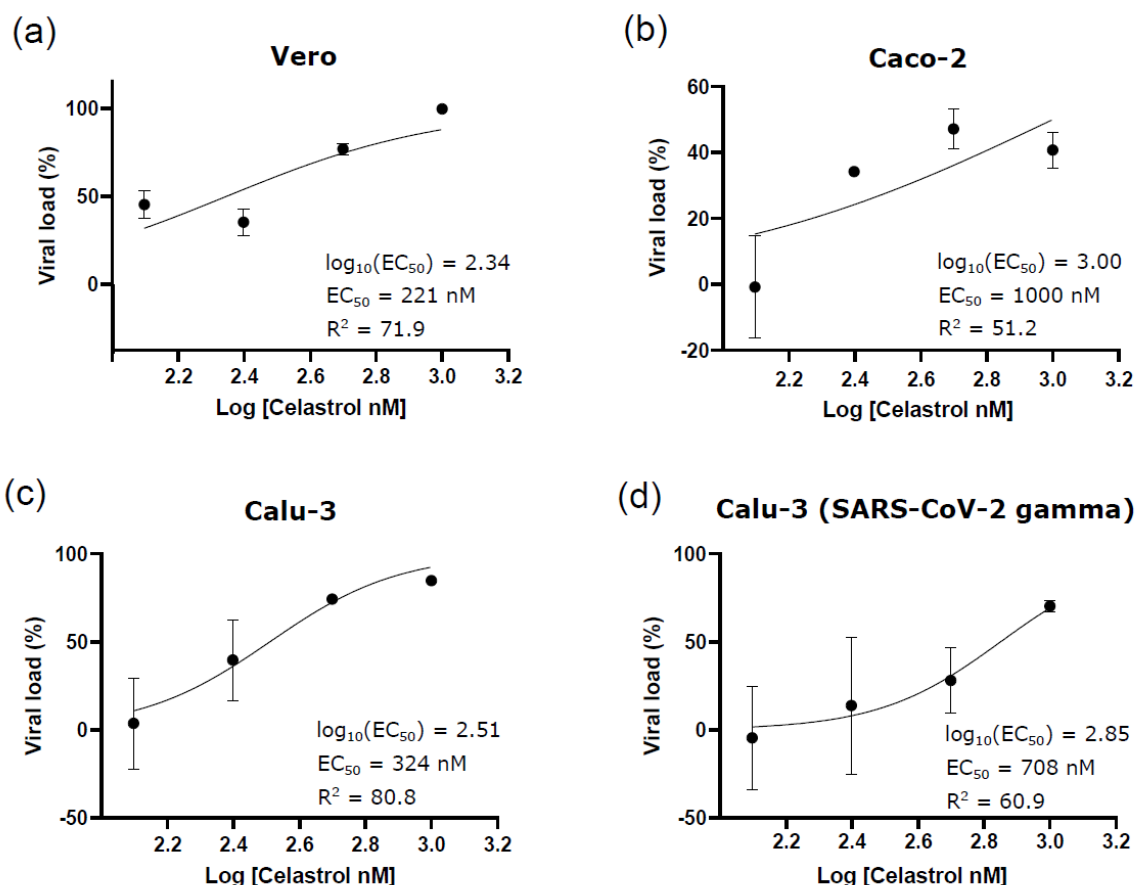 (a)
Vero
Viral load (%)
100
50
0
2.2 2.4 2.6 2.8 3.0 3.2
Log [Celastrol nM]
log10(EC50) = 2.34
EC50 = 221 nM
R2 = 71.9
(b)
Caco-2
Viral load (%)
60
40
20
0
-20
2.2 2.4 2.6 2.8 3.0 3.2
Log [Celastrol nM]
log10(EC50) = 3.00
EC50 = 1000 nM
R2 = 51.2
(c)
Calu-3
Viral load (%)
100
50
0
-50
2.2 2.4 2.6 2.8 3.0 3.2
Log [Celastrol nM]
log10(EC50) = 2.51
EC50 = 324 nM
R2 = 80.8
(d)
Calu-3 (SARS-CoV-2 gamma)
Viral load (%)
100
50
0
-50
2.2 2.4 2.6 2.8 3.0 3.2
Log [Celastrol nM]
log10(EC50) = 2.85
EC50 = 708 nM
R2 = 60.9